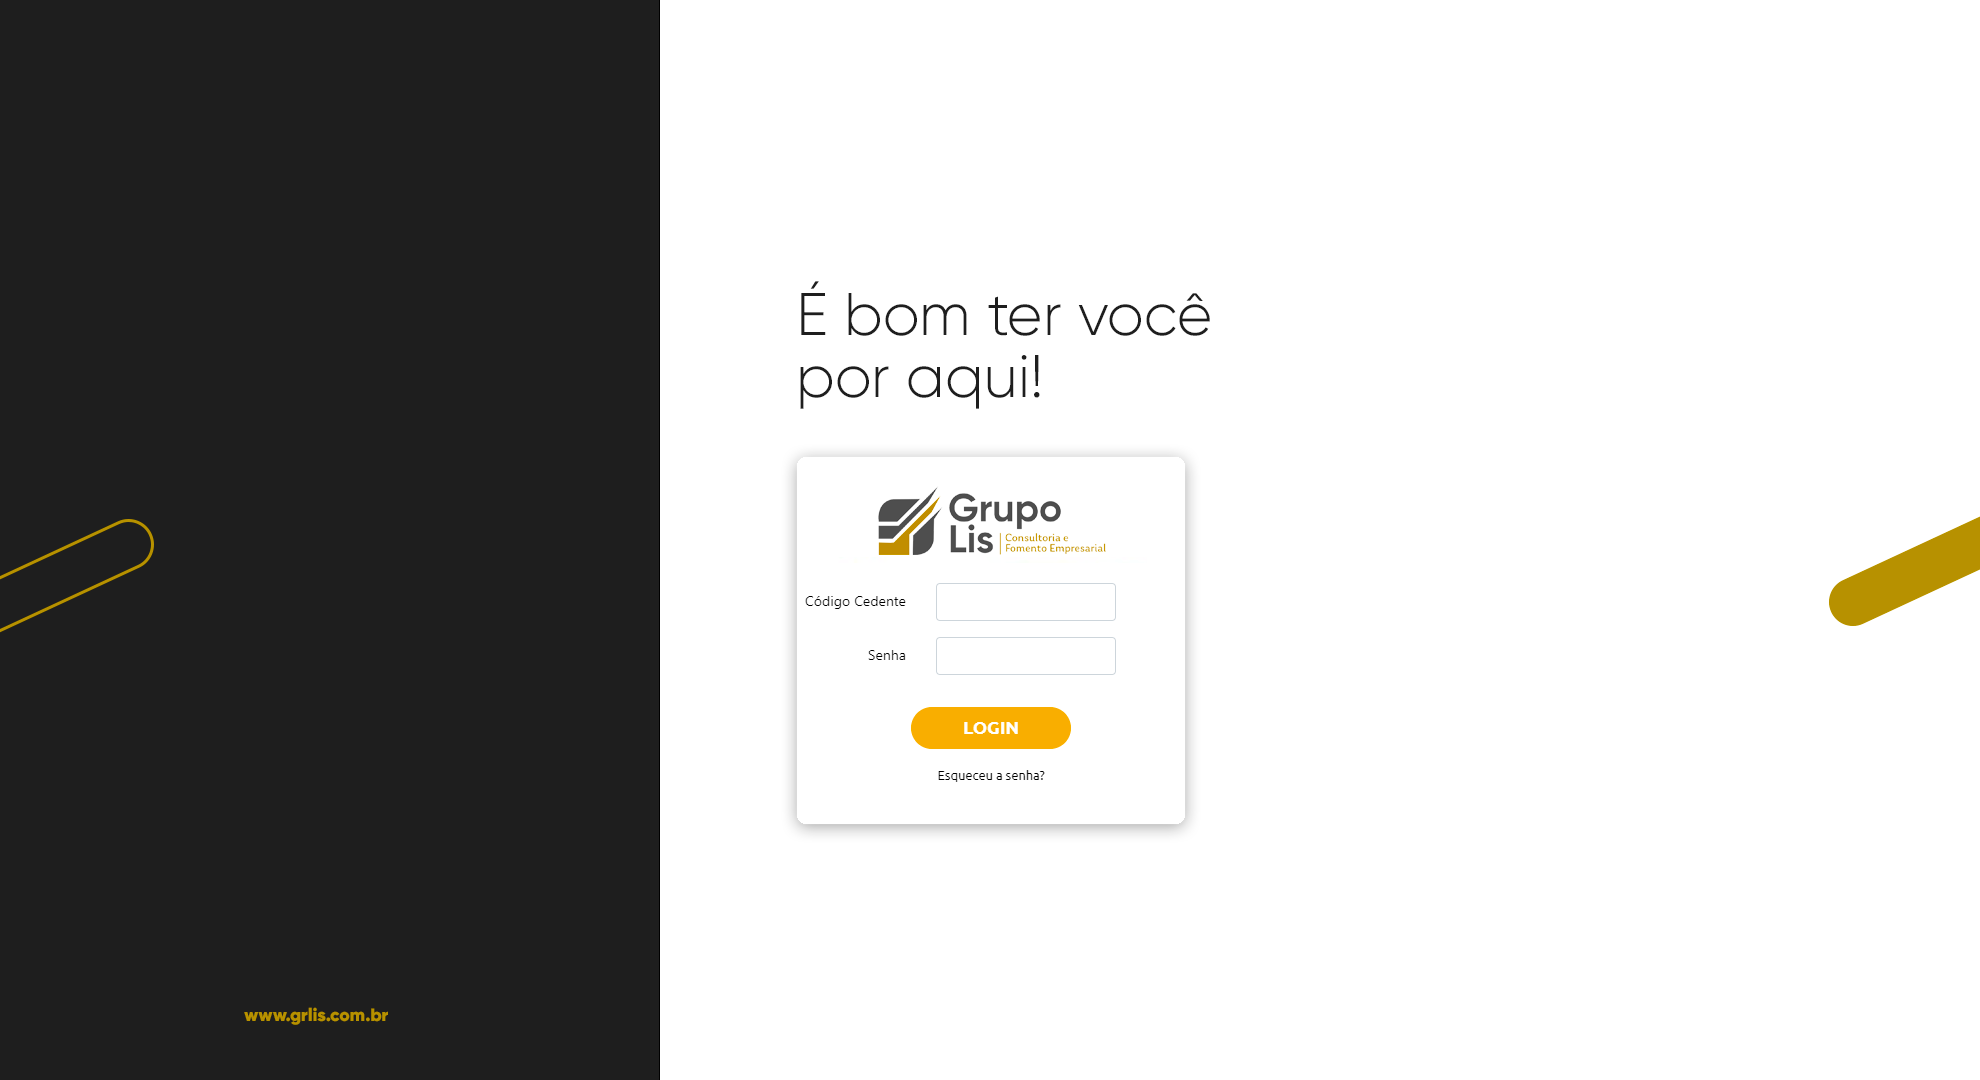 É bom ter você
por aqui!
Grupo
Lis
Consultoria e
Fomento Empresarial
Código Cedente
Senha
LOGIN
Esqueceu a senha?
www.grlis.com.br